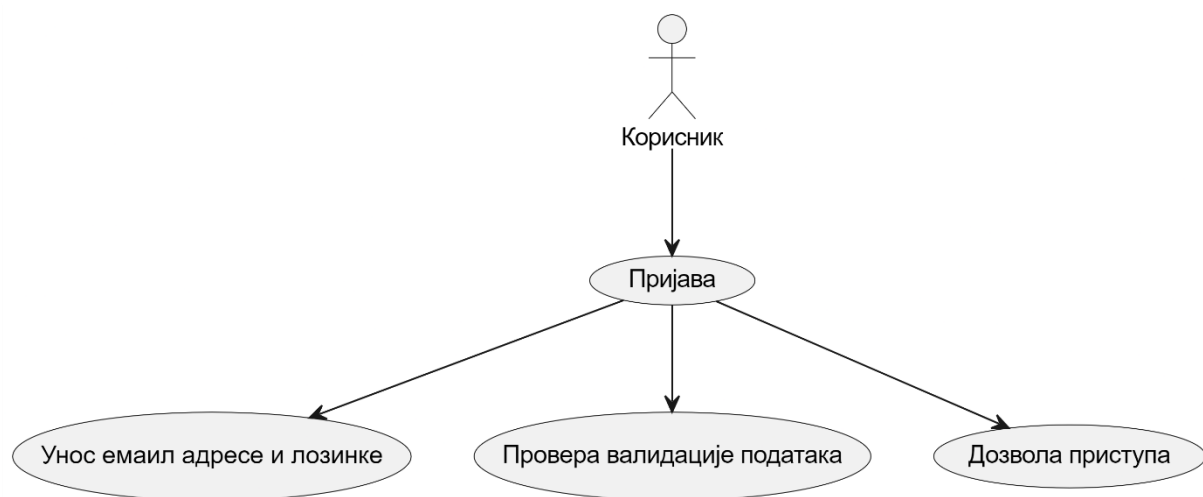 Корисник
Пријава
Унос емаил адресе и лозинке
Провера валидације података
Дозвола приступа